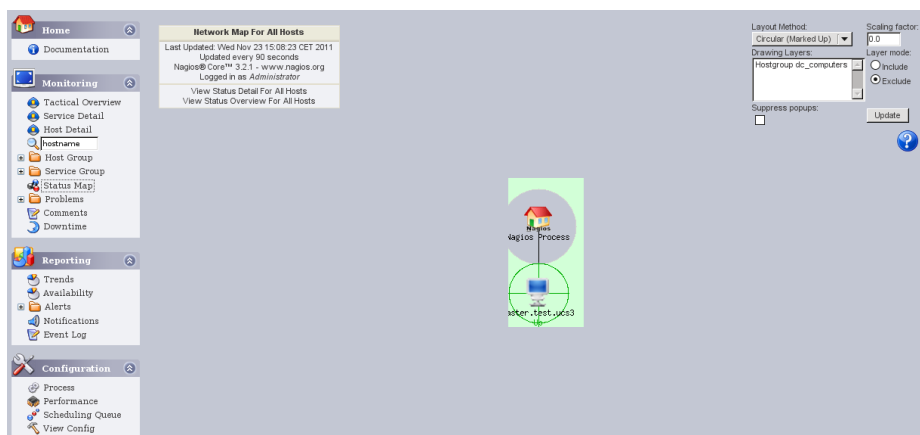 Home
Documentation
Monitoring
Tactical Overview
Service Detail
Host Detail
hostname
Host Group
Service Group
Status Map
Problems
Comments
Downtime
Reporting
Trends
Availability
Alerts
Notifications
Event Log
Configuration
Process
Performance
Scheduling Queue
View Config
Network Map For All Hosts
Last Updated: Wed Nov 23 15:08:23 CET 2011
Updated every 90 seconds
Nagios® Core™ 3.2.1 - www.nagios.org
Logged in as Administrator
View Status Detail For All Hosts
View Status Overview For All Hosts
Nagios
Nagios Process
aster.test.ucs3
Up
Layout Method:
Circular (Marked Up)
Scaling factor:
0.0
Drawing Layers:
Hostgroup dc_computers
Layer mode:
Include
Exclude
Suppress popups:
Update
?